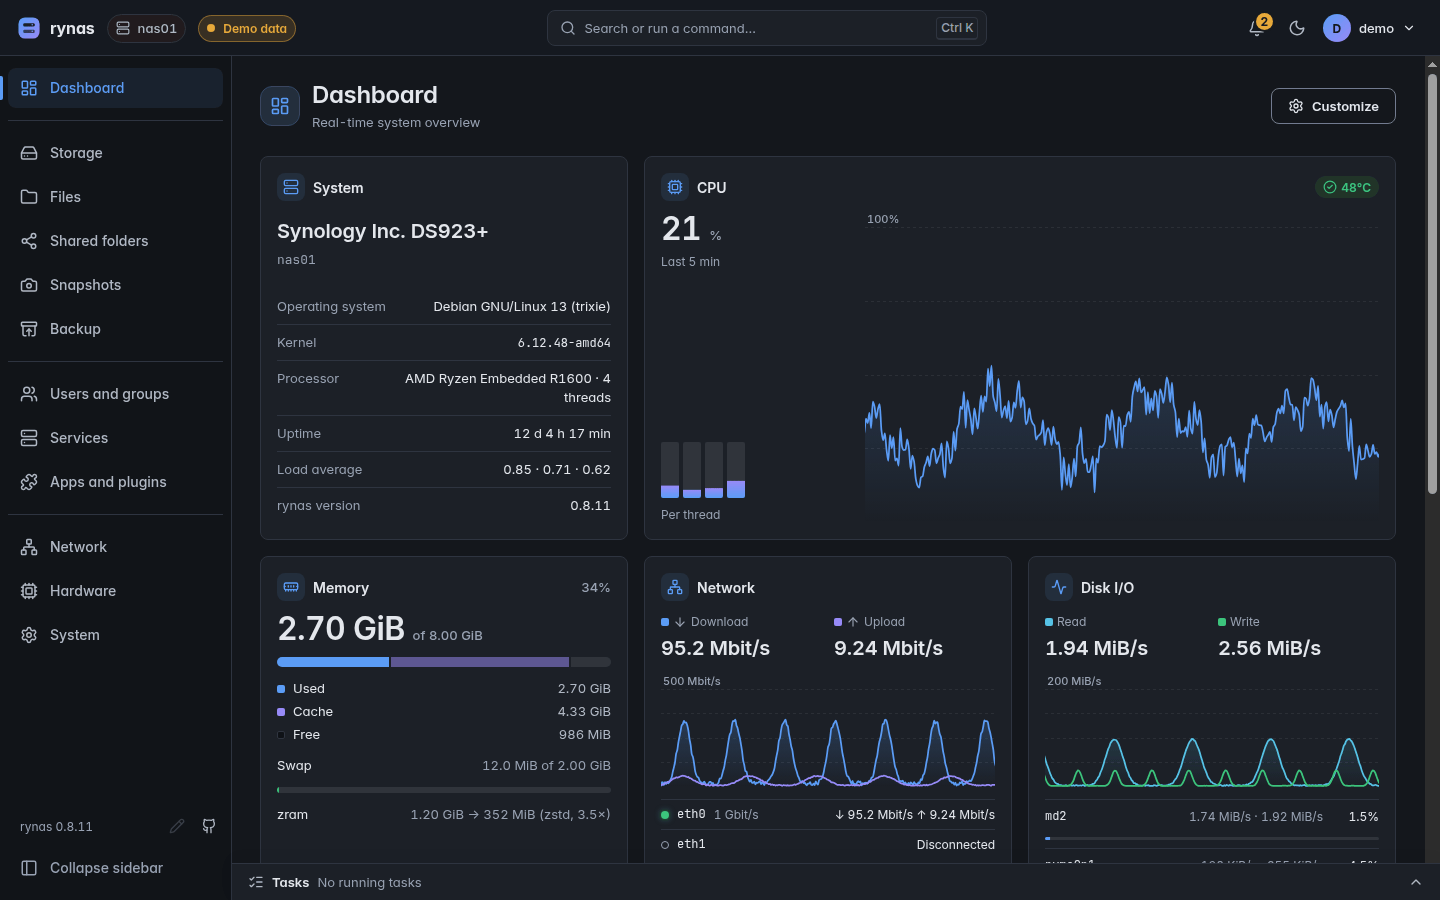 rynas
nas01
Demo data
Search or run a command...
Ctrl K
2
D
demo
Dashboard
Storage
Files
Shared folders
Snapshots
Backup
Users and groups
Services
Apps and plugins
Network
Hardware
System
rynas 0.8.11
Collapse sidebar
Dashboard
Real-time system overview
Customize
System
Synology Inc. DS923+
nas01
Operating system Debian GNU/Linux 13 (trixie)
Kernel 6.12.48-amd64
Processor AMD Ryzen Embedded R1600 · 4
threads
Uptime 12 d 4 h 17 min
Load average 0.85 · 0.71 · 0.62
rynas version 0.8.11
CPU
48°C
21 %
Last 5 min
100%
Per thread
Memory 34%
2.70 GiB of 8.00 GiB
Used 2.70 GiB
Cache 4.33 GiB
Free 986 MiB
Swap 12.0 MiB of 2.00 GiB
zram 1.20 GiB → 352 MiB (zstd, 3.5×)
Network
↓ Download ↑ Upload
95.2 Mbit/s 9.24 Mbit/s
500 Mbit/s
eth0 1 Gbit/s ↓ 95.2 Mbit/s ↑ 9.24 Mbit/s
eth1 Disconnected
Disk I/O
Read Write
1.94 MiB/s 2.56 MiB/s
200 MiB/s
md2 1.74 MiB/s · 1.92 MiB/s 1.5%
Tasks No running tasks